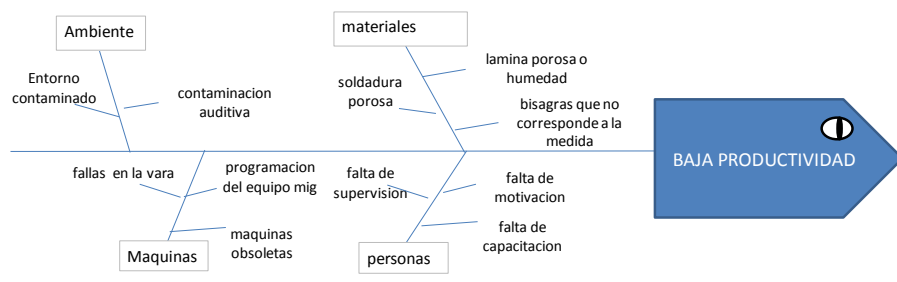 Ambiente
Entorno
contaminado
contaminacion
auditiva
materiales
soldadura
porosa
lamina porosa o
humedad
bisagras que no
corresponde a la
medida
BAJA PRODUCTIVIDAD
fallas en la vara
programacion
del equipo mig
maquinas
obsoletas
Maquinas
falta de
supervision
falta de
motivacion
falta de
capacitacion
personas